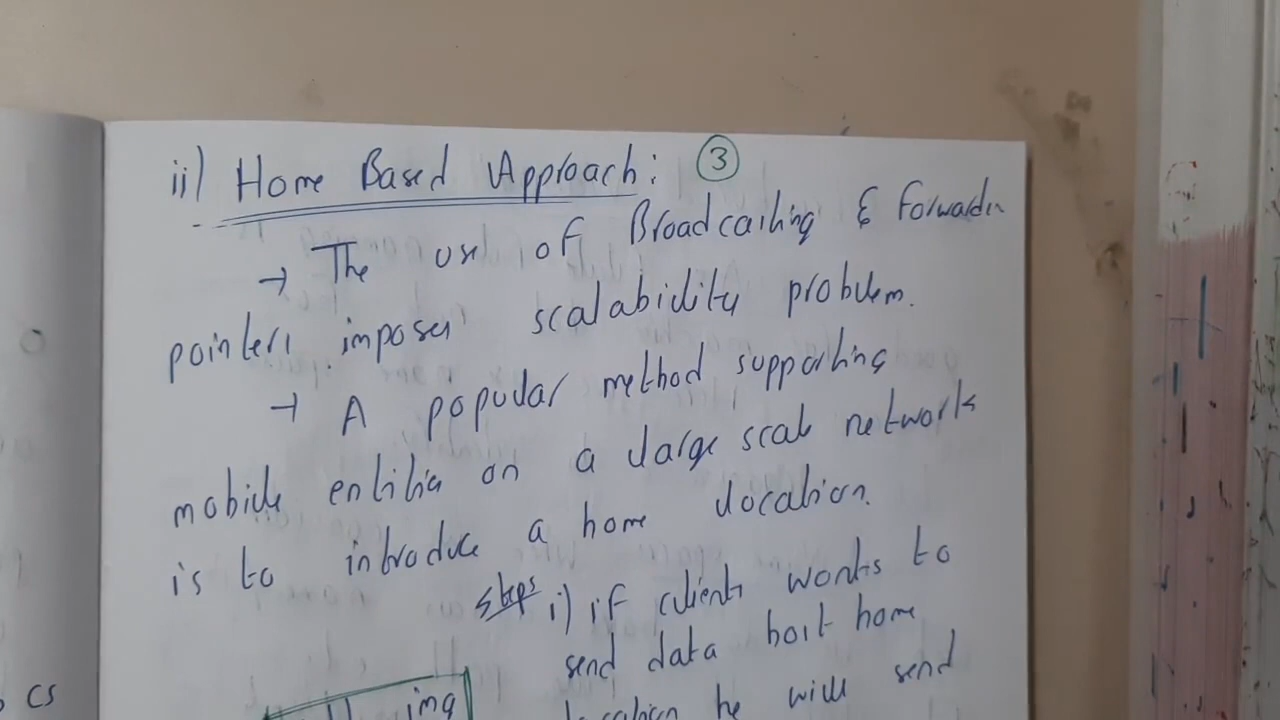 ii) Home Based Approach: 3
→ The use of Broadcasting & Forwardin
pointers imposes scalability problem.
→ A popular method supporting
mobile entities on a large scale networks
is to introduce a home location.
steps i) if client wants to
send data host home
location he will send
ing
CS